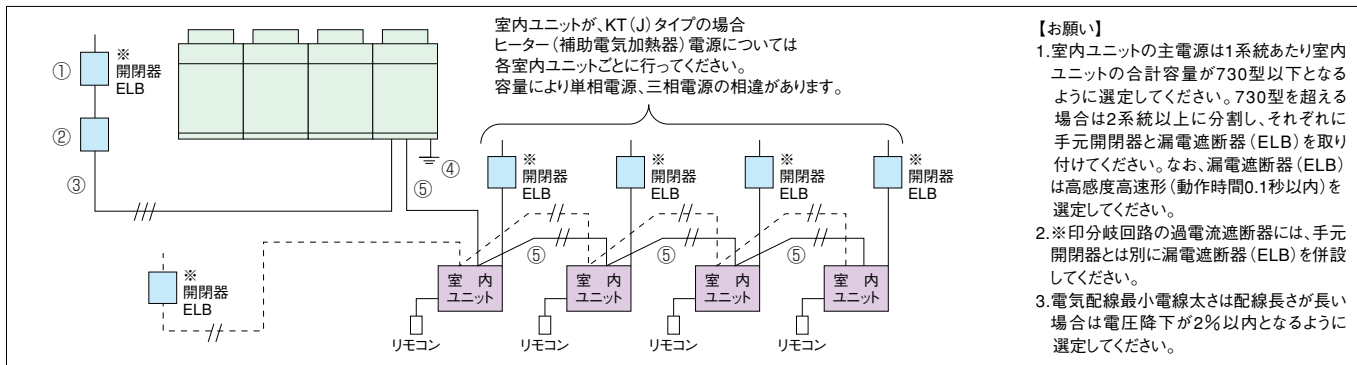 ①
※
開閉器
ELB
②
③
室内ユニットが、KT(J)タイプの場合
ヒーター(補助電気加熱器)電源については
各室内ユニットごとに行ってください。
容量により単相電源、三相電源の相違があります。
④
⑤
※
開閉器
ELB
※
開閉器
ELB
※
開閉器
ELB
※
開閉器
ELB
※
開閉器
ELB
⑤
⑤
⑤
室 内
ユニット
室 内
ユニット
室 内
ユニット
室 内
ユニット
リモコン
リモコン
リモコン
リモコン
【お願い】
1.室内ユニットの主電源は1系統あたり室内
ユニットの合計容量が730型以下となる
ように選定してください。730型を超える
場合は2系統以上に分割し、それぞれに
手元開閉器と漏電遮断器(ELB)を取り
付けてください。なお、漏電遮断器(ELB)
は高感度高速形(動作時間0.1秒以内)を
選定してください。
2.※印分岐回路の過電流遮断器には、手元
開閉器とは別に漏電遮断器(ELB)を併設
してください。
3.電気配線最小電線太さは配線長さが長い
場合は電圧降下が2%以内となるように
選定してください。